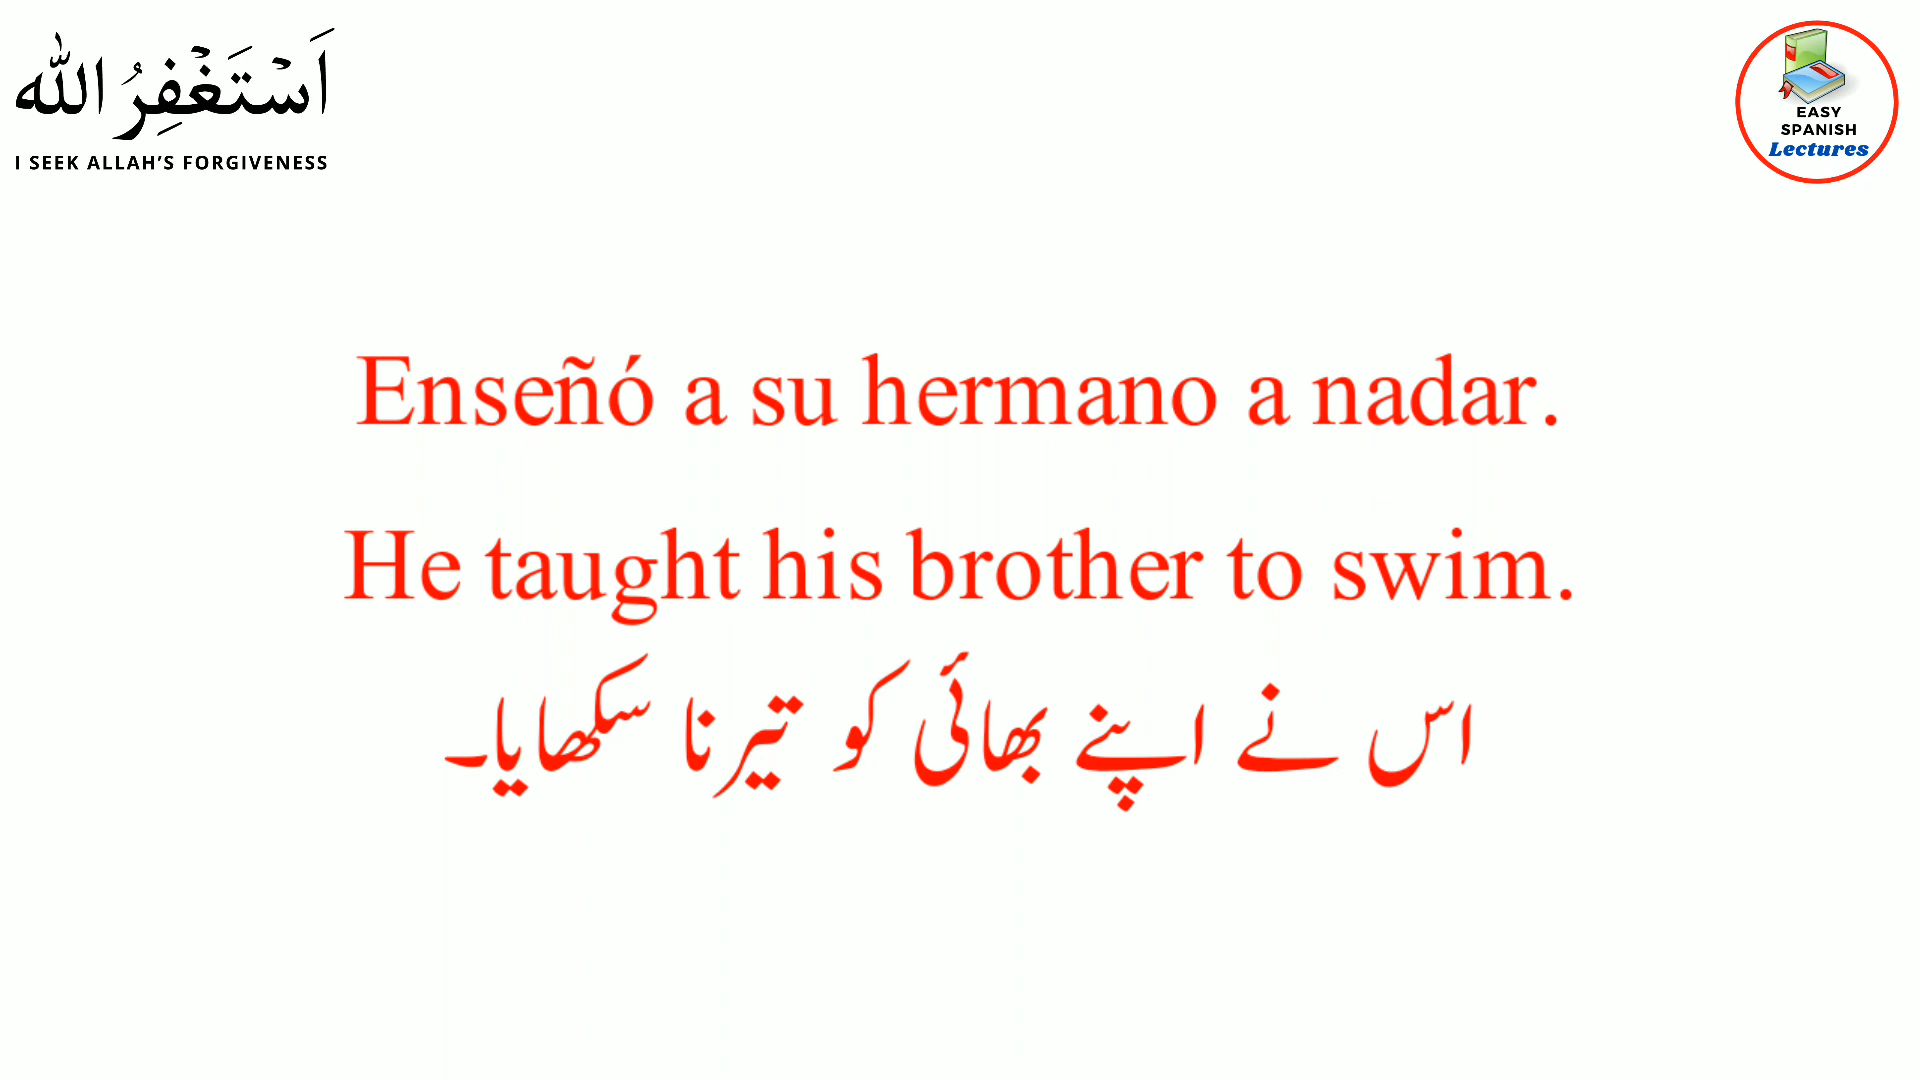 اَسْتَغْفِرُ الله
I SEEK ALLAH'S FORGIVENESS
EASY
SPANISH
Lectures
Enseñó a su hermano a nadar.
He taught his brother to swim.
اس نے اپنے بھائی کو تیرنا سکھایا۔